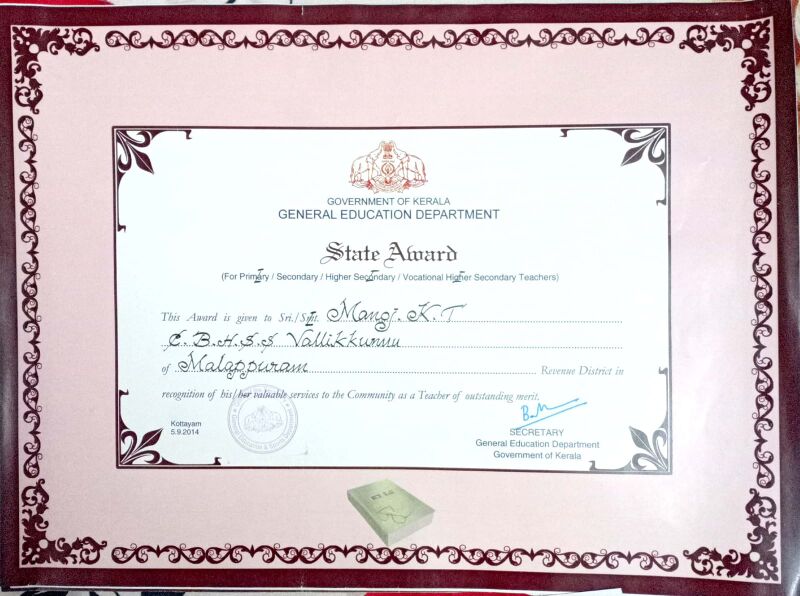 GOVERNMENT OF KERALA
GENERAL EDUCATION DEPARTMENT
State Award
(For Primary / Secondary / Higher Secondary / Vocational Higher Secondary Teachers)
This Award is given to Sri./Smt. Manoj. K. T
C. B. H. S. S Vallikkunnu
of Malappuram Revenue District in
recognition of his/her valuable services to the Community as a Teacher of outstanding merit.
Kottayam
5.9.2014
SECRETARY
General Education Department
Government of Kerala